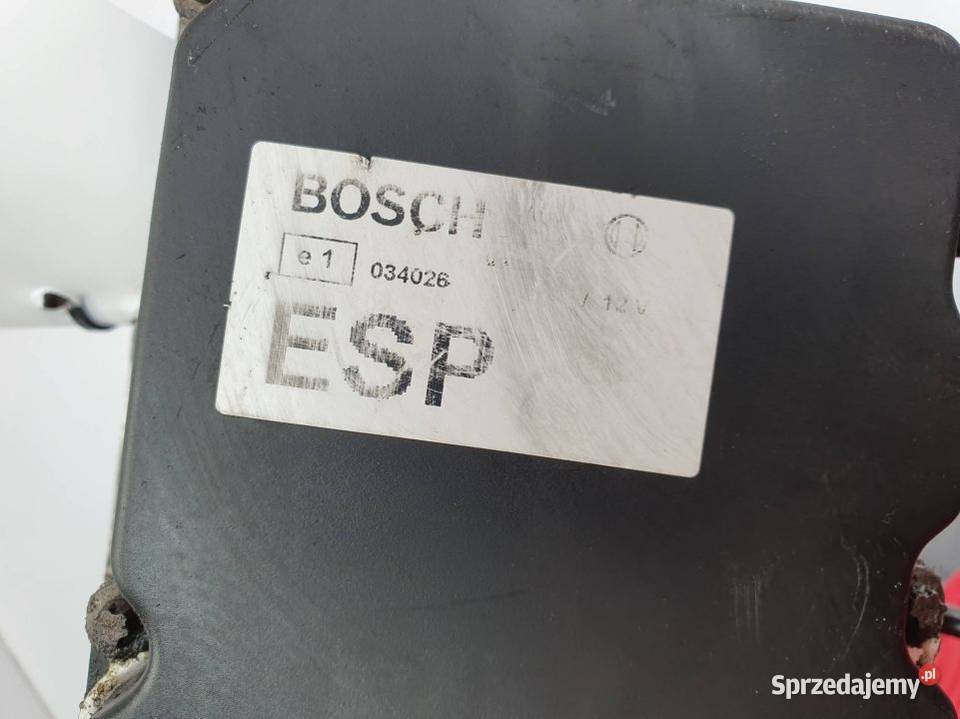 BOSCH
e 1 034026
/ 12 V
ESP
Sprzedajemy.pl